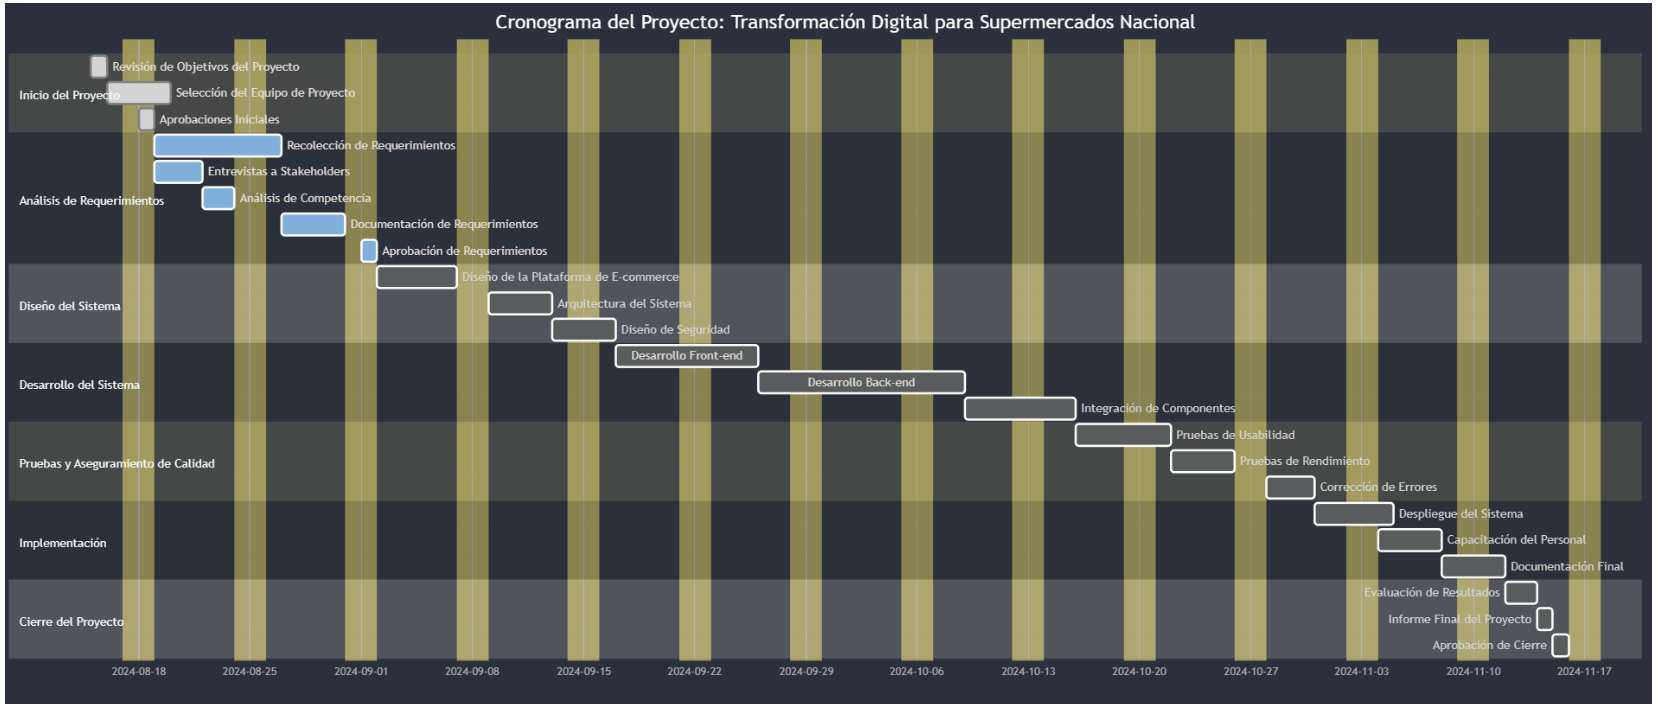 Cronograma del Proyecto: Transformación Digital para Supermercados Nacional
Inicio del Proyecto
Revisión de Objetivos del Proyecto
Selección del Equipo de Proyecto
Aprobaciones Iniciales
Análisis de Requerimientos
Recolección de Requerimientos
Entrevistas a Stakeholders
Análisis de Competencia
Documentación de Requerimientos
Aprobación de Requerimientos
Diseño del Sistema
Diseño de la Plataforma de E-commerce
Arquitectura del Sistema
Diseño de Seguridad
Desarrollo del Sistema
Desarrollo Front-end
Desarrollo Back-end
Integración de Componentes
Pruebas y Aseguramiento de Calidad
Pruebas de Usabilidad
Pruebas de Rendimiento
Corrección de Errores
Implementación
Despliegue del Sistema
Capacitación del Personal
Documentación Final
Cierre del Proyecto
Evaluación de Resultados
Informe Final del Proyecto
Aprobación de Cierre
2024-08-18 2024-08-25 2024-09-01 2024-09-08 2024-09-15 2024-09-22 2024-09-29 2024-10-06 2024-10-13 2024-10-20 2024-10-27 2024-11-03 2024-11-10 2024-11-17